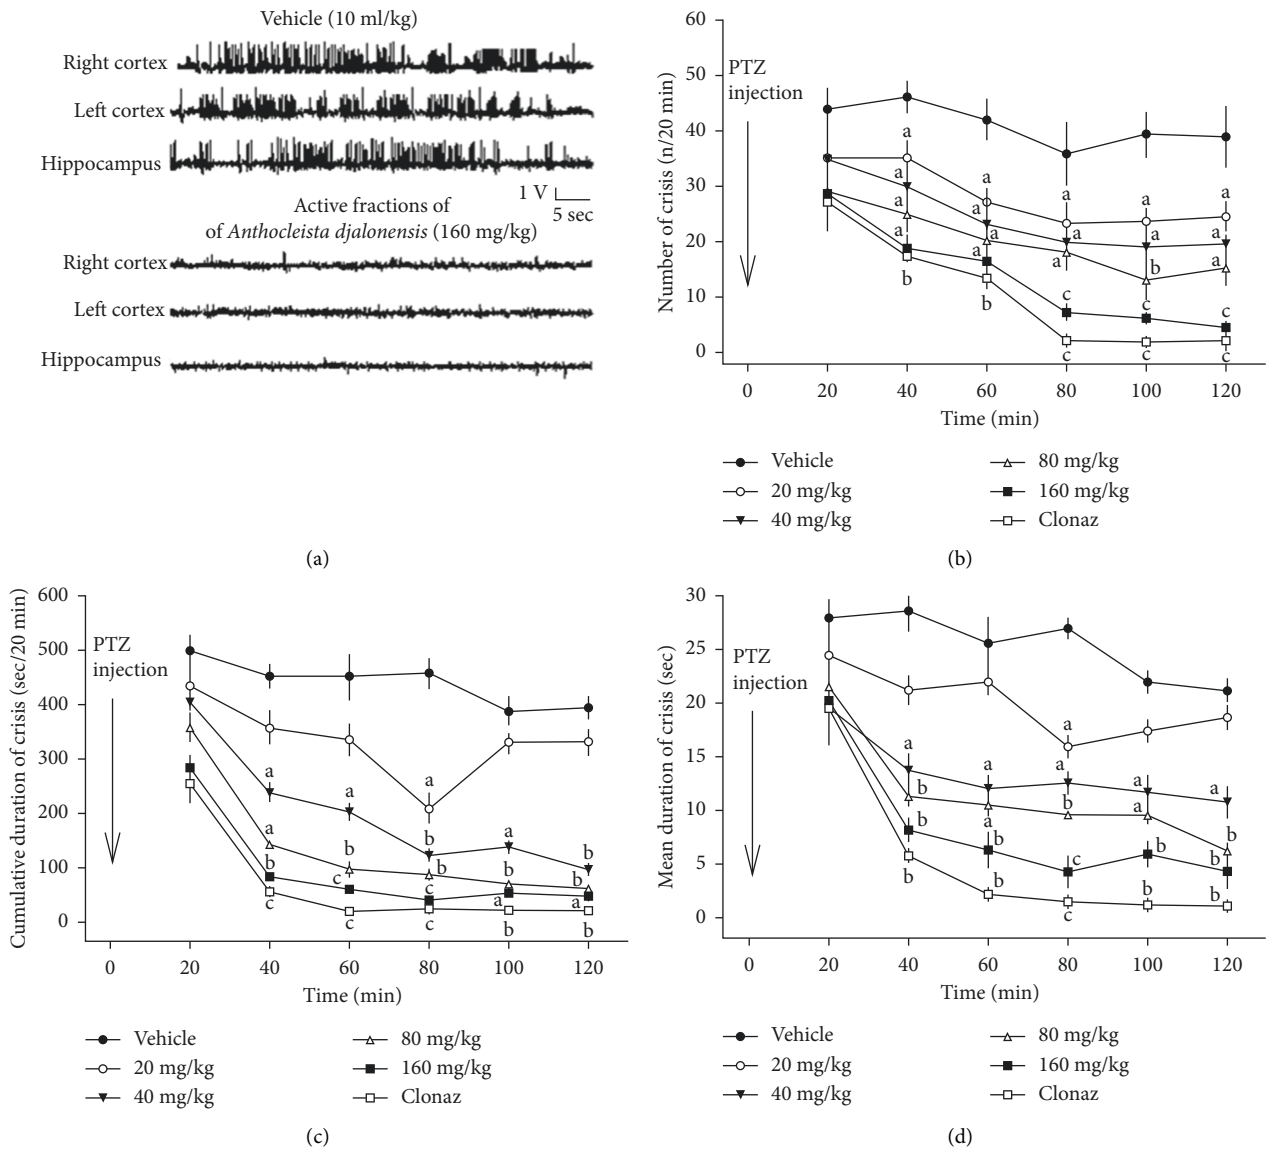 Vehicle (10 ml/kg)
Right cortex
Left cortex
Hippocampus
1 V
5 sec
Active fractions of
of Anthocleista djalonensis (160 mg/kg)
Right cortex
Left cortex
Hippocampus
(a)
Number of crisis (n/20 min)
60
50
40
30
20
10
0
PTZ
injection
a
a
a
a
b
a
a
a
a
b
a
a
a
c
c
a
a
b
c
c
a
a
a
c
c
0
20
40
60
80
100
120
Time (min)
Vehicle
20 mg/kg
40 mg/kg
80 mg/kg
160 mg/kg
Clonaz
(b)
Cumulative duration of crisis (sec/20 min)
600
500
400
300
200
100
0
PTZ
injection
a
a
b
c
a
b
c
c
a
b
b
c
c
a
b
a
b
b
b
a
b
0
20
40
60
80
100
120
Time (min)
Vehicle
20 mg/kg
40 mg/kg
80 mg/kg
160 mg/kg
Clonaz
(c)
Mean duration of crisis (sec)
30
25
20
15
10
5
0
PTZ
injection
a
b
b
b
a
a
b
b
a
a
b
c
c
a
a
b
b
a
b
b
b
0
20
40
60
80
100
120
Time (min)
Vehicle
20 mg/kg
40 mg/kg
80 mg/kg
160 mg/kg
Clonaz
(d)